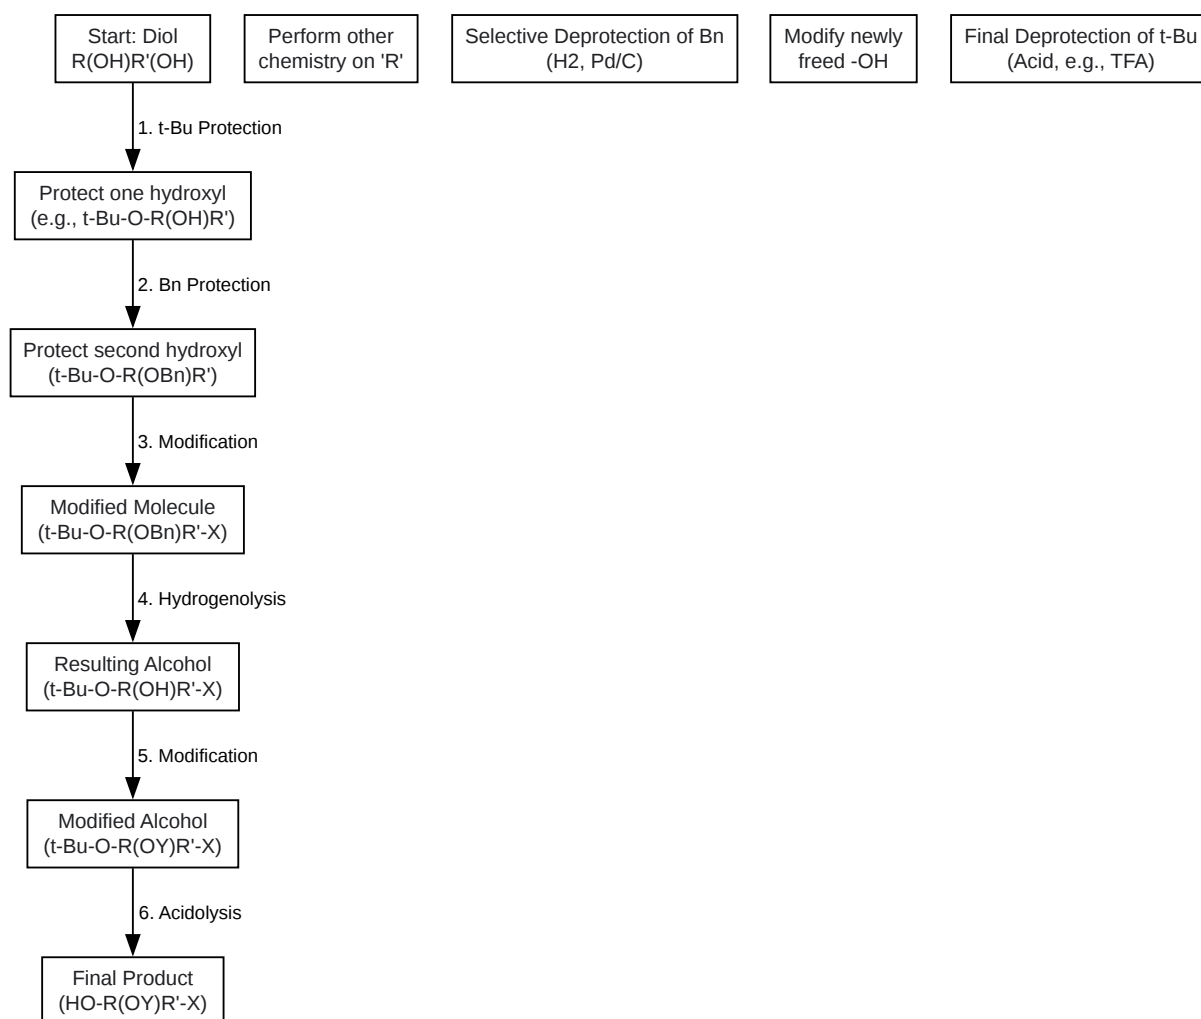 Start: Diol
R(OH)R'(OH)
Perform other
chemistry on 'R'
Selective Deprotection of Bn
(H2, Pd/C)
Modify newly
freed -OH
Final Deprotection of t-Bu
(Acid, e.g., TFA)
1. t-Bu Protection
Protect one hydroxyl
(e.g., t-Bu-O-R(OH)R')
2. Bn Protection
Protect second hydroxyl
(t-Bu-O-R(OBn)R')
3. Modification
Modified Molecule
(t-Bu-O-R(OBn)R'-X)
4. Hydrogenolysis
Resulting Alcohol
(t-Bu-O-R(OH)R'-X)
5. Modification
Modified Alcohol
(t-Bu-O-R(OY)R'-X)
6. Acidolysis
Final Product
(HO-R(OY)R'-X)